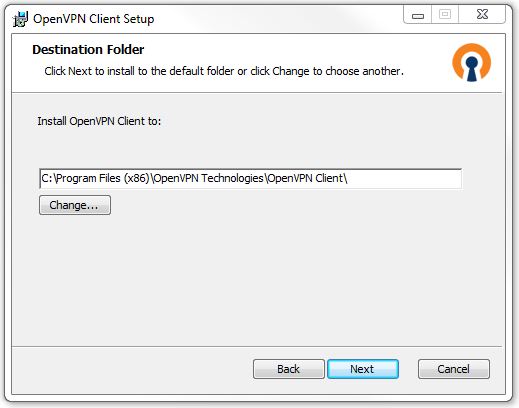 OpenVPN Client Setup
Destination Folder
Click Next to install to the default folder or click Change to choose another.
Install OpenVPN Client to:
C:\Program Files (x86)\OpenVPN Technologies\OpenVPN Client\
Change...
Back Next Cancel